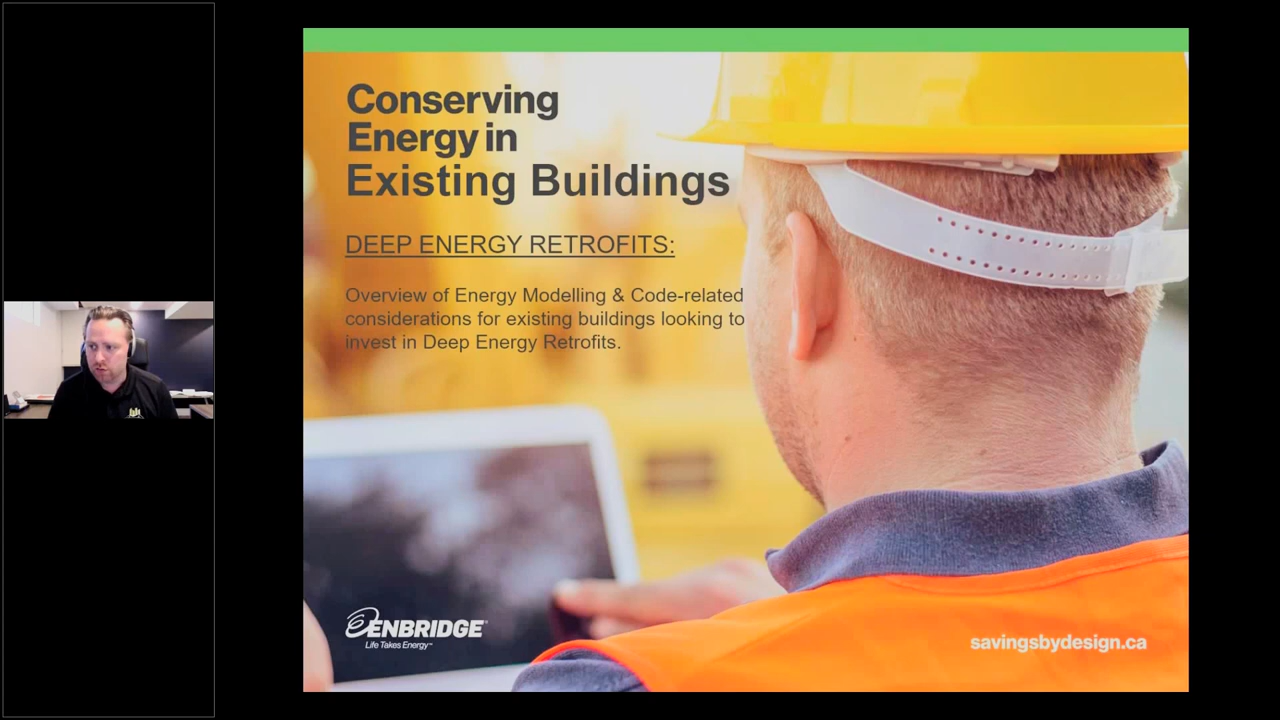 Conserving
Energy in
Existing Buildings
DEEP ENERGY RETROFITS:
Overview of Energy Modelling & Code-related
considerations for existing buildings looking to
invest in Deep Energy Retrofits.
ENBRIDGE®
Life Takes Energy™
savingsbydesign.ca